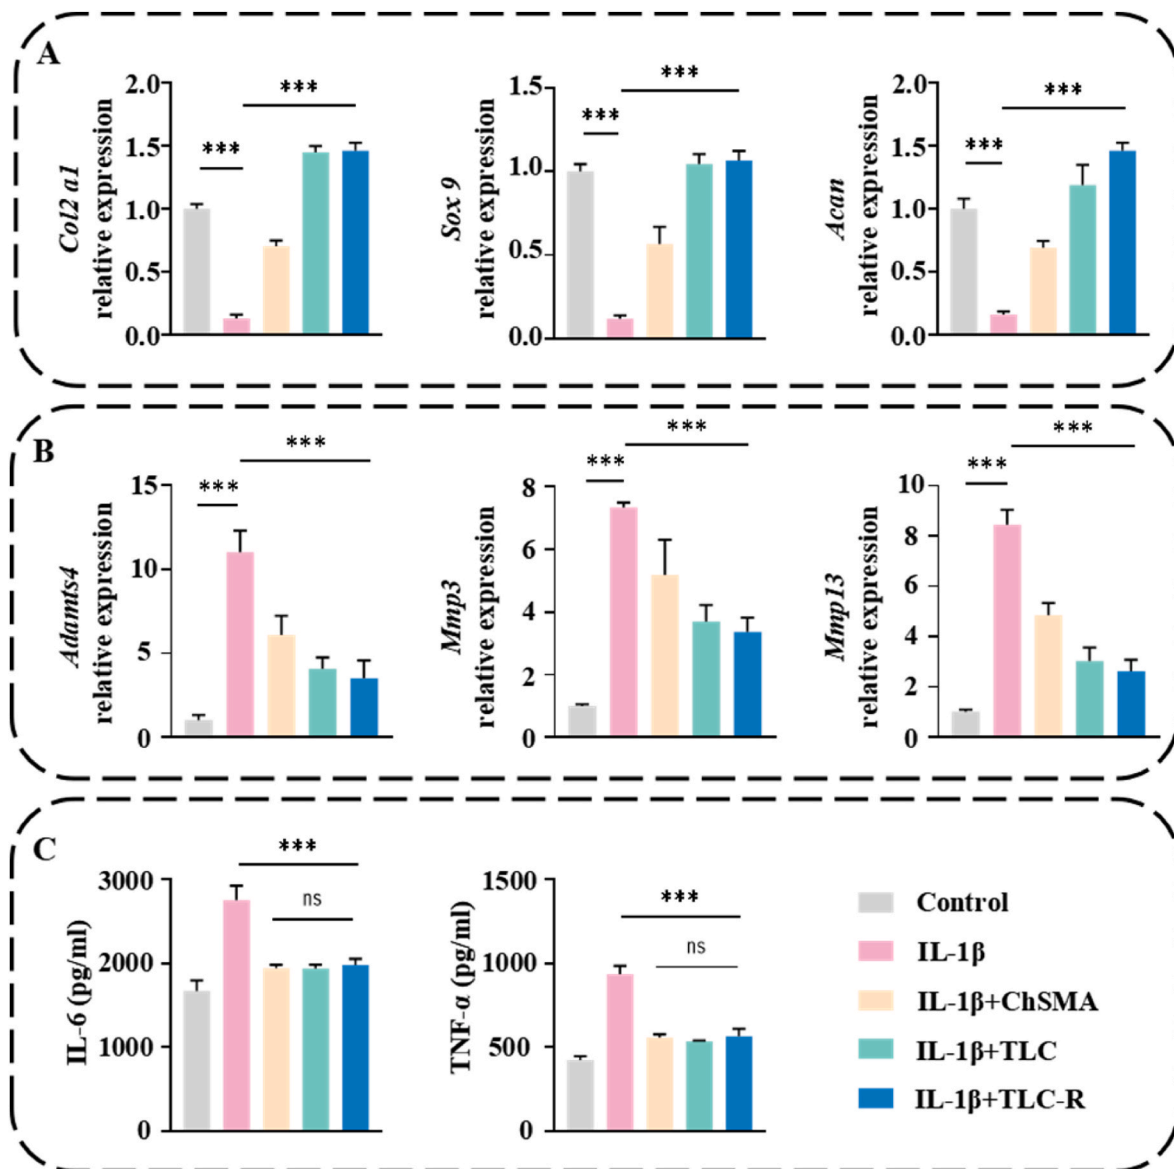 A
Col2 a1
relative expression
2.0
1.5
1.0
0.5
0.0
***
***
Sox 9
relative expression
1.5
1.0
0.5
0.0
***
***
Acan
relative expression
2.0
1.5
1.0
0.5
0.0
***
***
B
Adamts4
relative expression
15
10
5
0
***
***
Mmp3
relative expression
8
6
4
2
0
***
***
Mmp13
relative expression
10
8
6
4
2
0
***
***
C
IL-6 (pg/ml)
3000
2000
1000
0
***
ns
TNF-α (pg/ml)
1500
1000
500
0
***
ns
Control
IL-1β
IL-1β+ChSMA
IL-1β+TLC
IL-1β+TLC-R